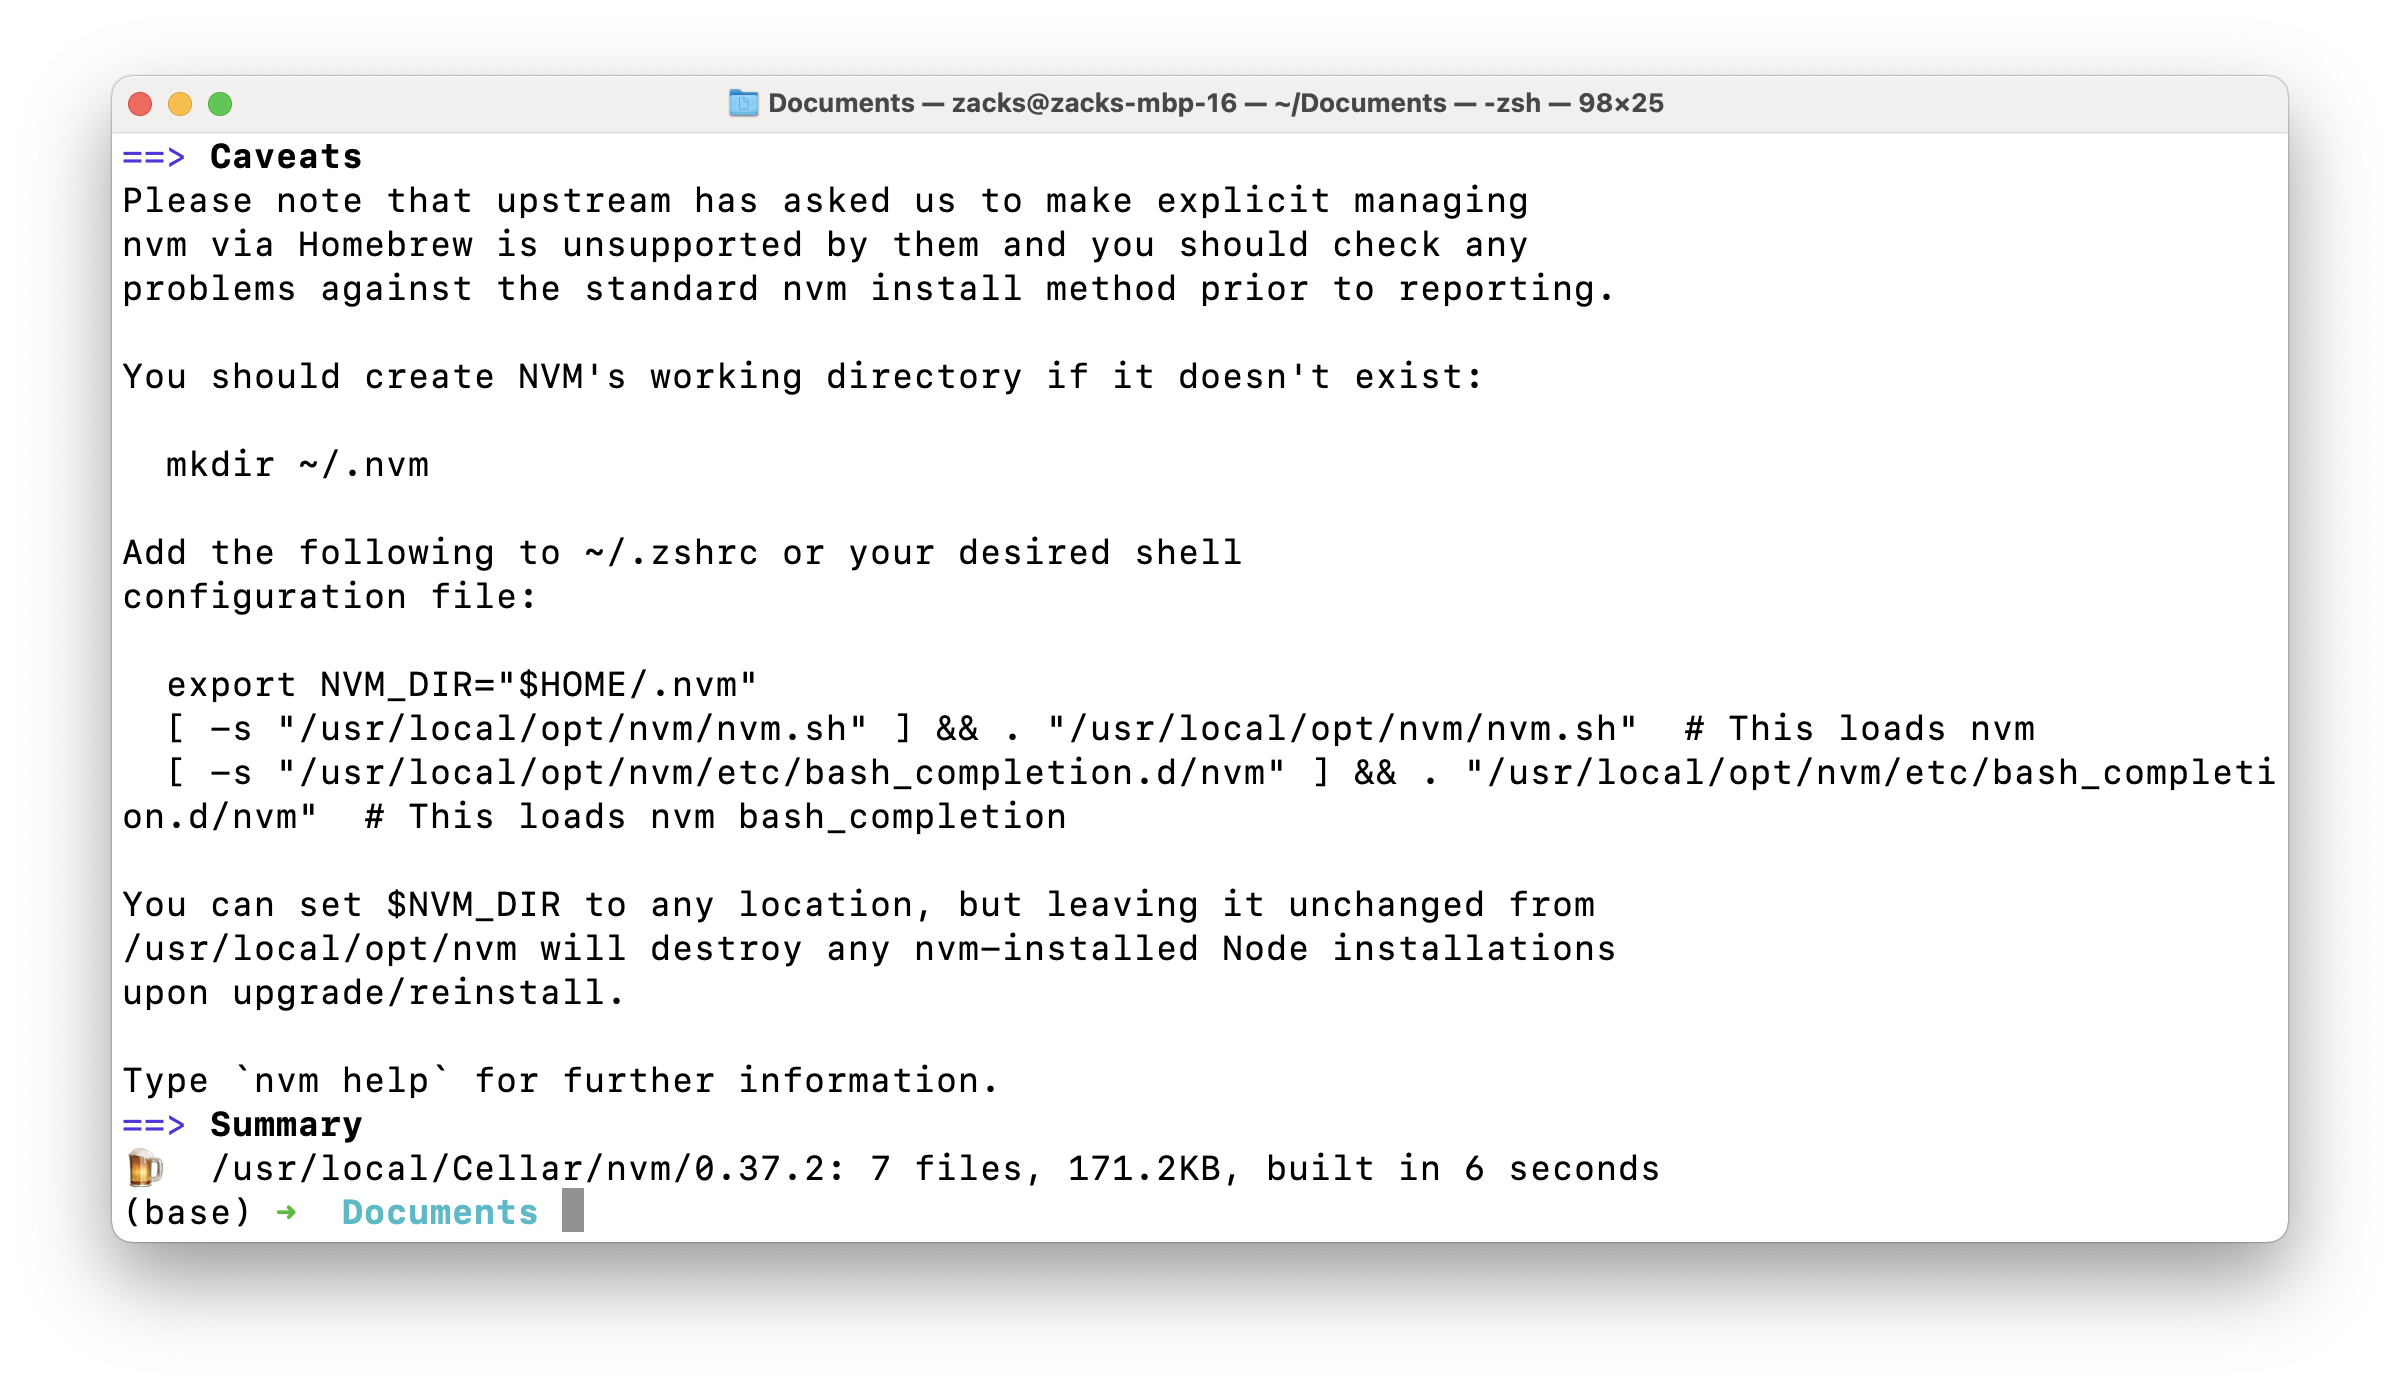 Documents — zacks@zacks-mbp-16 — ~/Documents — -zsh — 98×25
==> Caveats
Please note that upstream has asked us to make explicit managing
nvm via Homebrew is unsupported by them and you should check any
problems against the standard nvm install method prior to reporting.

You should create NVM's working directory if it doesn't exist:

  mkdir ~/.nvm

Add the following to ~/.zshrc or your desired shell
configuration file:

  export NVM_DIR="$HOME/.nvm"
  [ -s "/usr/local/opt/nvm/nvm.sh" ] && . "/usr/local/opt/nvm/nvm.sh"  # This loads nvm
  [ -s "/usr/local/opt/nvm/etc/bash_completion.d/nvm" ] && . "/usr/local/opt/nvm/etc/bash_completi
on.d/nvm"  # This loads nvm bash_completion

You can set $NVM_DIR to any location, but leaving it unchanged from
/usr/local/opt/nvm will destroy any nvm-installed Node installations
upon upgrade/reinstall.

Type `nvm help` for further information.
==> Summary
🍺  /usr/local/Cellar/nvm/0.37.2: 7 files, 171.2KB, built in 6 seconds
(base) ➜  Documents